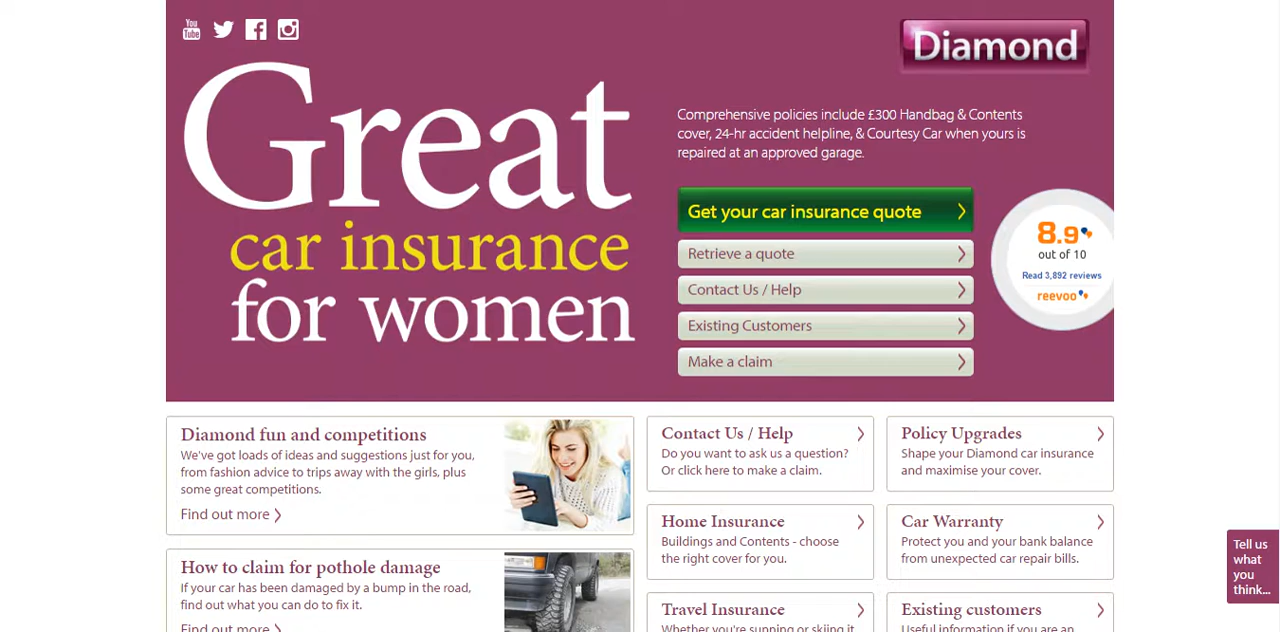 You
Tube
Diamond
Great
car insurance
for women
Comprehensive policies include £300 Handbag & Contents
cover, 24-hr accident helpline, & Courtesy Car when yours is
repaired at an approved garage.
Get your car insurance quote
Retrieve a quote
Contact Us / Help
Existing Customers
Make a claim
8.9
out of 10
Read 3,892 reviews
reevoo
Diamond fun and competitions
We've got loads of ideas and suggestions just for you,
from fashion advice to trips away with the girls, plus
some great competitions.
Find out more
How to claim for pothole damage
If your car has been damaged by a bump in the road,
find out what you can do to fix it.
Find out more
Contact Us / Help
Do you want to ask us a question?
Or click here to make a claim.
Policy Upgrades
Shape your Diamond car insurance
and maximise your cover.
Home Insurance
Buildings and Contents - choose
the right cover for you.
Car Warranty
Protect you and your bank balance
from unexpected car repair bills.
Travel Insurance
Whether you're sunning or skiing it
Existing customers
Useful information if you are an
Tell us
what
you
think...